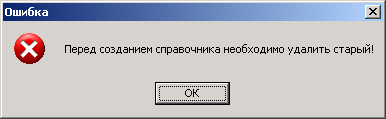 Ошибка
Перед созданием справочника необходимо удалить старый!
OK